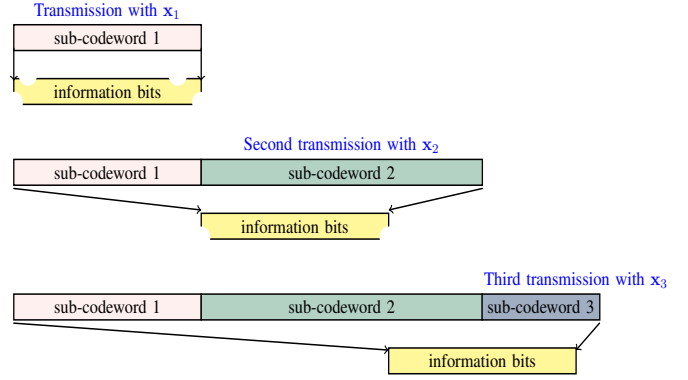 Transmission with x₁
sub-codeword 1
information bits
Second transmission with x₂
sub-codeword 1 sub-codeword 2
information bits
Third transmission with x₃
sub-codeword 1 sub-codeword 2 sub-codeword 3
information bits